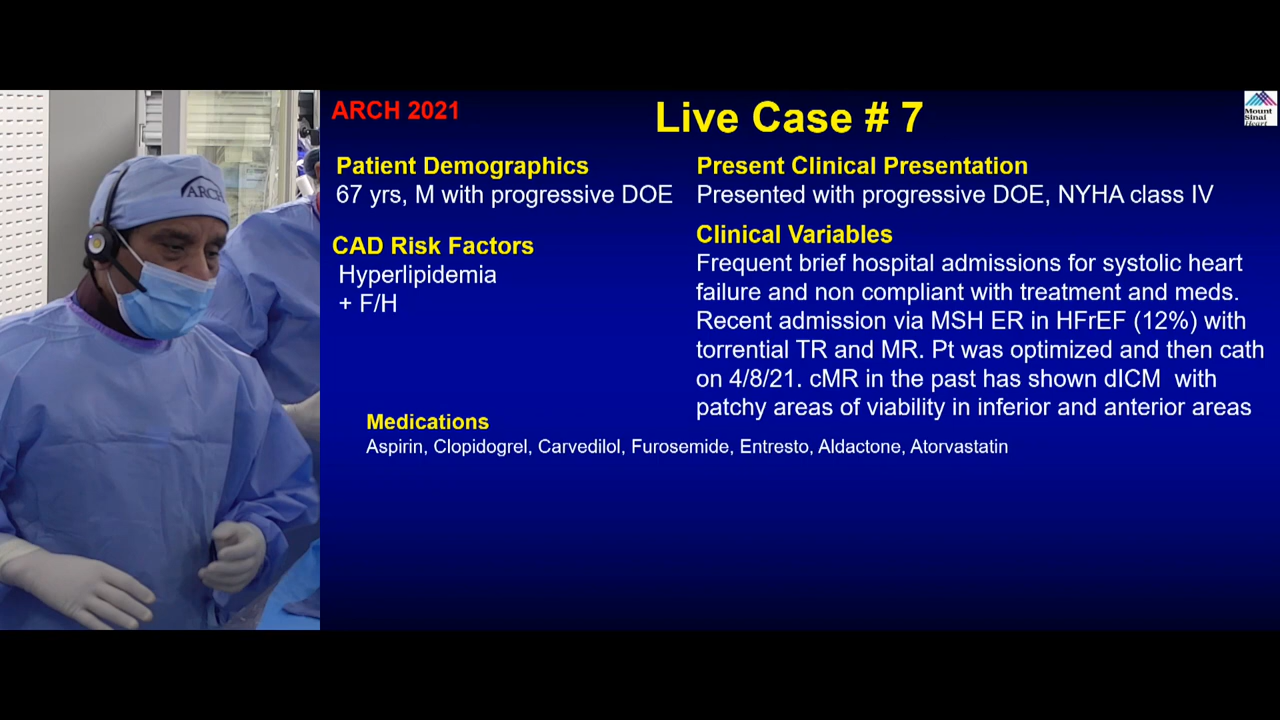 ARCH 2021
Live Case # 7
Mount
Sinai
Heart
ARCH
Patient Demographics
67 yrs, M with progressive DOE
CAD Risk Factors
Hyperlipidemia
+ F/H
Present Clinical Presentation
Presented with progressive DOE, NYHA class IV
Clinical Variables
Frequent brief hospital admissions for systolic heart
failure and non compliant with treatment and meds.
Recent admission via MSH ER in HFrEF (12%) with
torrential TR and MR. Pt was optimized and then cath
on 4/8/21. cMR in the past has shown dICM with
patchy areas of viability in inferior and anterior areas
Medications
Aspirin, Clopidogrel, Carvedilol, Furosemide, Entresto, Aldactone, Atorvastatin